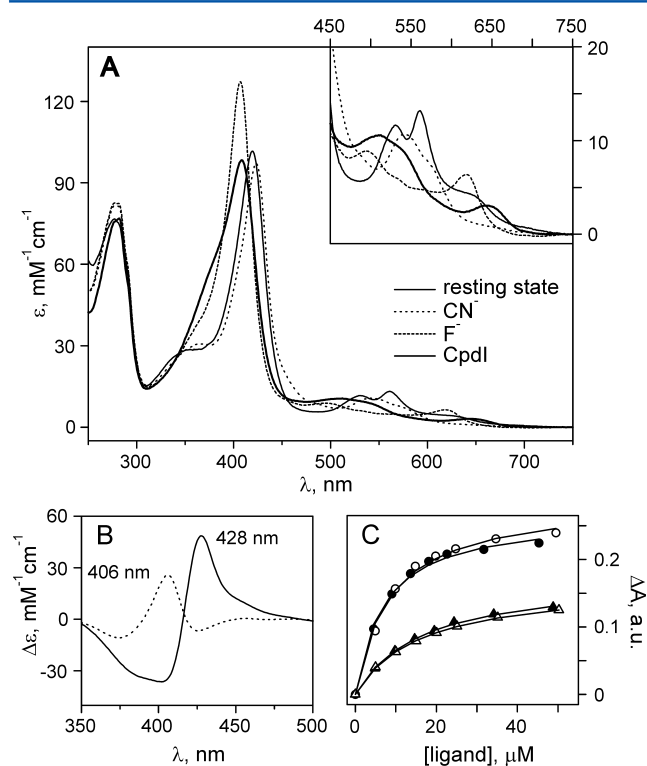 450 550 650 750
A
20
10
0
120
90
60
30
0
ε, mM⁻¹cm⁻¹
resting state
CN⁻
F⁻
CpdI
300 400 500 600 700
λ, nm
B
60
30
0
-30
Δε, mM⁻¹cm⁻¹
406 nm
428 nm
350 400 450 500
λ, nm
C
0.2
0.1
0
ΔA, a.u.
0 20 40
[ligand], μM